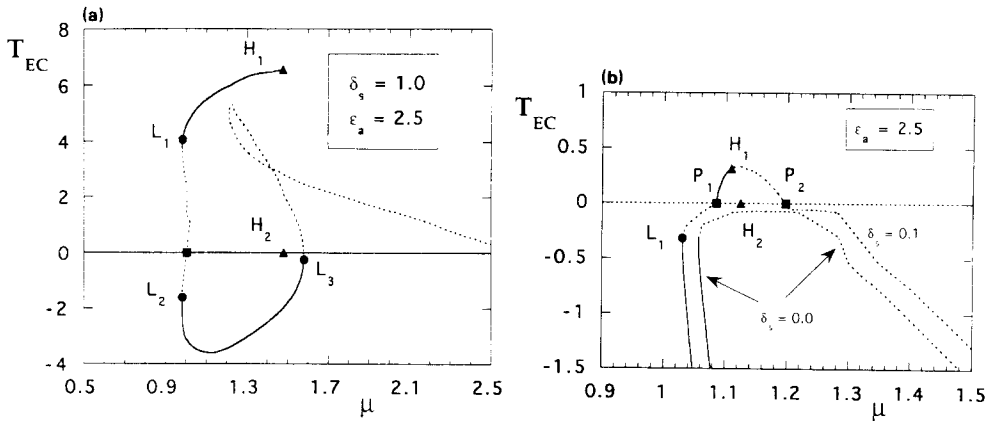 (a)
T_EC
8
6
4
2
0
-2
-4
H_1
δ_s = 1.0
ε_a = 2.5
L_1
H_2
L_2
L_3
0.5 0.9 1.3 1.7 2.1 2.5
μ
(b)
T_EC
1
0.5
0
-0.5
-1
-1.5
ε_a = 2.5
H_1
P_1
P_2
L_1
H_2
δ_s = 0.1
δ_s = 0.0
0.9 1 1.1 1.2 1.3 1.4 1.5
μ